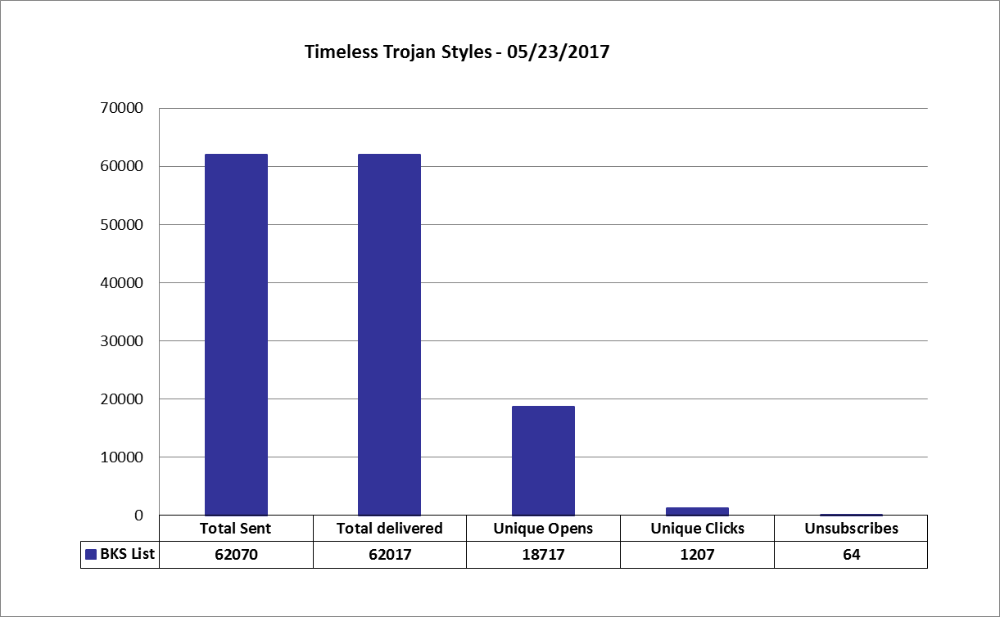 Timeless Trojan Styles - 05/23/2017
70000
60000
50000
40000
30000
20000
10000
0
Total Sent Total delivered Unique Opens Unique Clicks Unsubscribes
BKS List 62070 62017 18717 1207 64